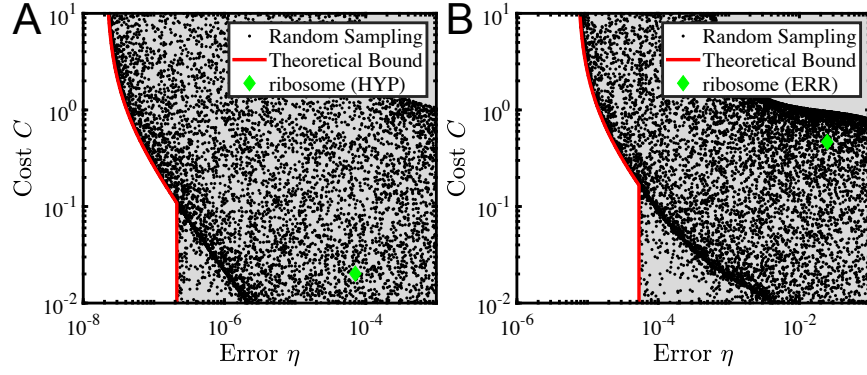 A
Random Sampling
Theoretical Bound
ribosome (HYP)
Cost C
10^1
10^0
10^-1
10^-2
10^-8
10^-6
10^-4
Error η
B
Random Sampling
Theoretical Bound
ribosome (ERR)
Cost C
10^1
10^0
10^-1
10^-2
10^-6
10^-4
10^-2
Error η